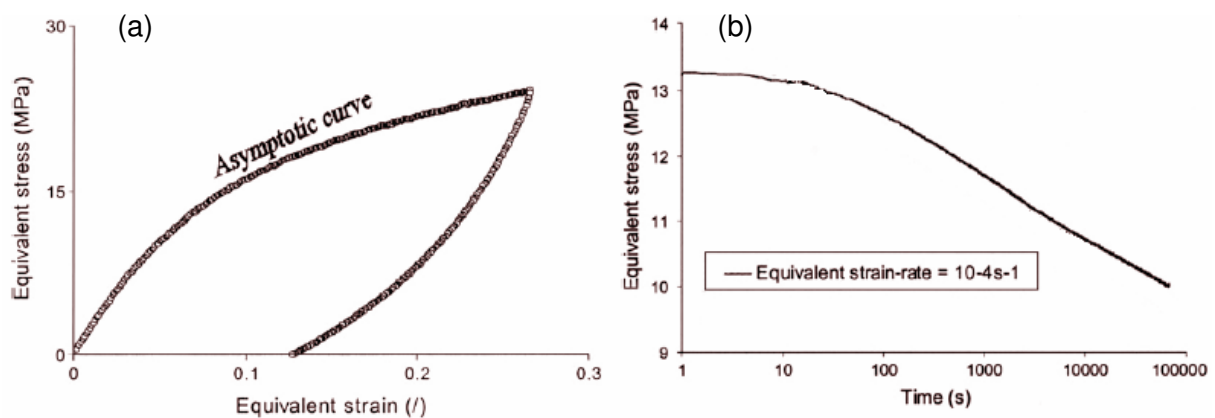 (a)
30
15
0
Equivalent stress (MPa)
Asymptotic curve
0 0.1 0.2 0.3
Equivalent strain (/)
(b)
14
13
12
11
10
9
Equivalent stress (MPa)
Equivalent strain-rate = 10-4s-1
1 10 100 1000 10000 100000
Time (s)